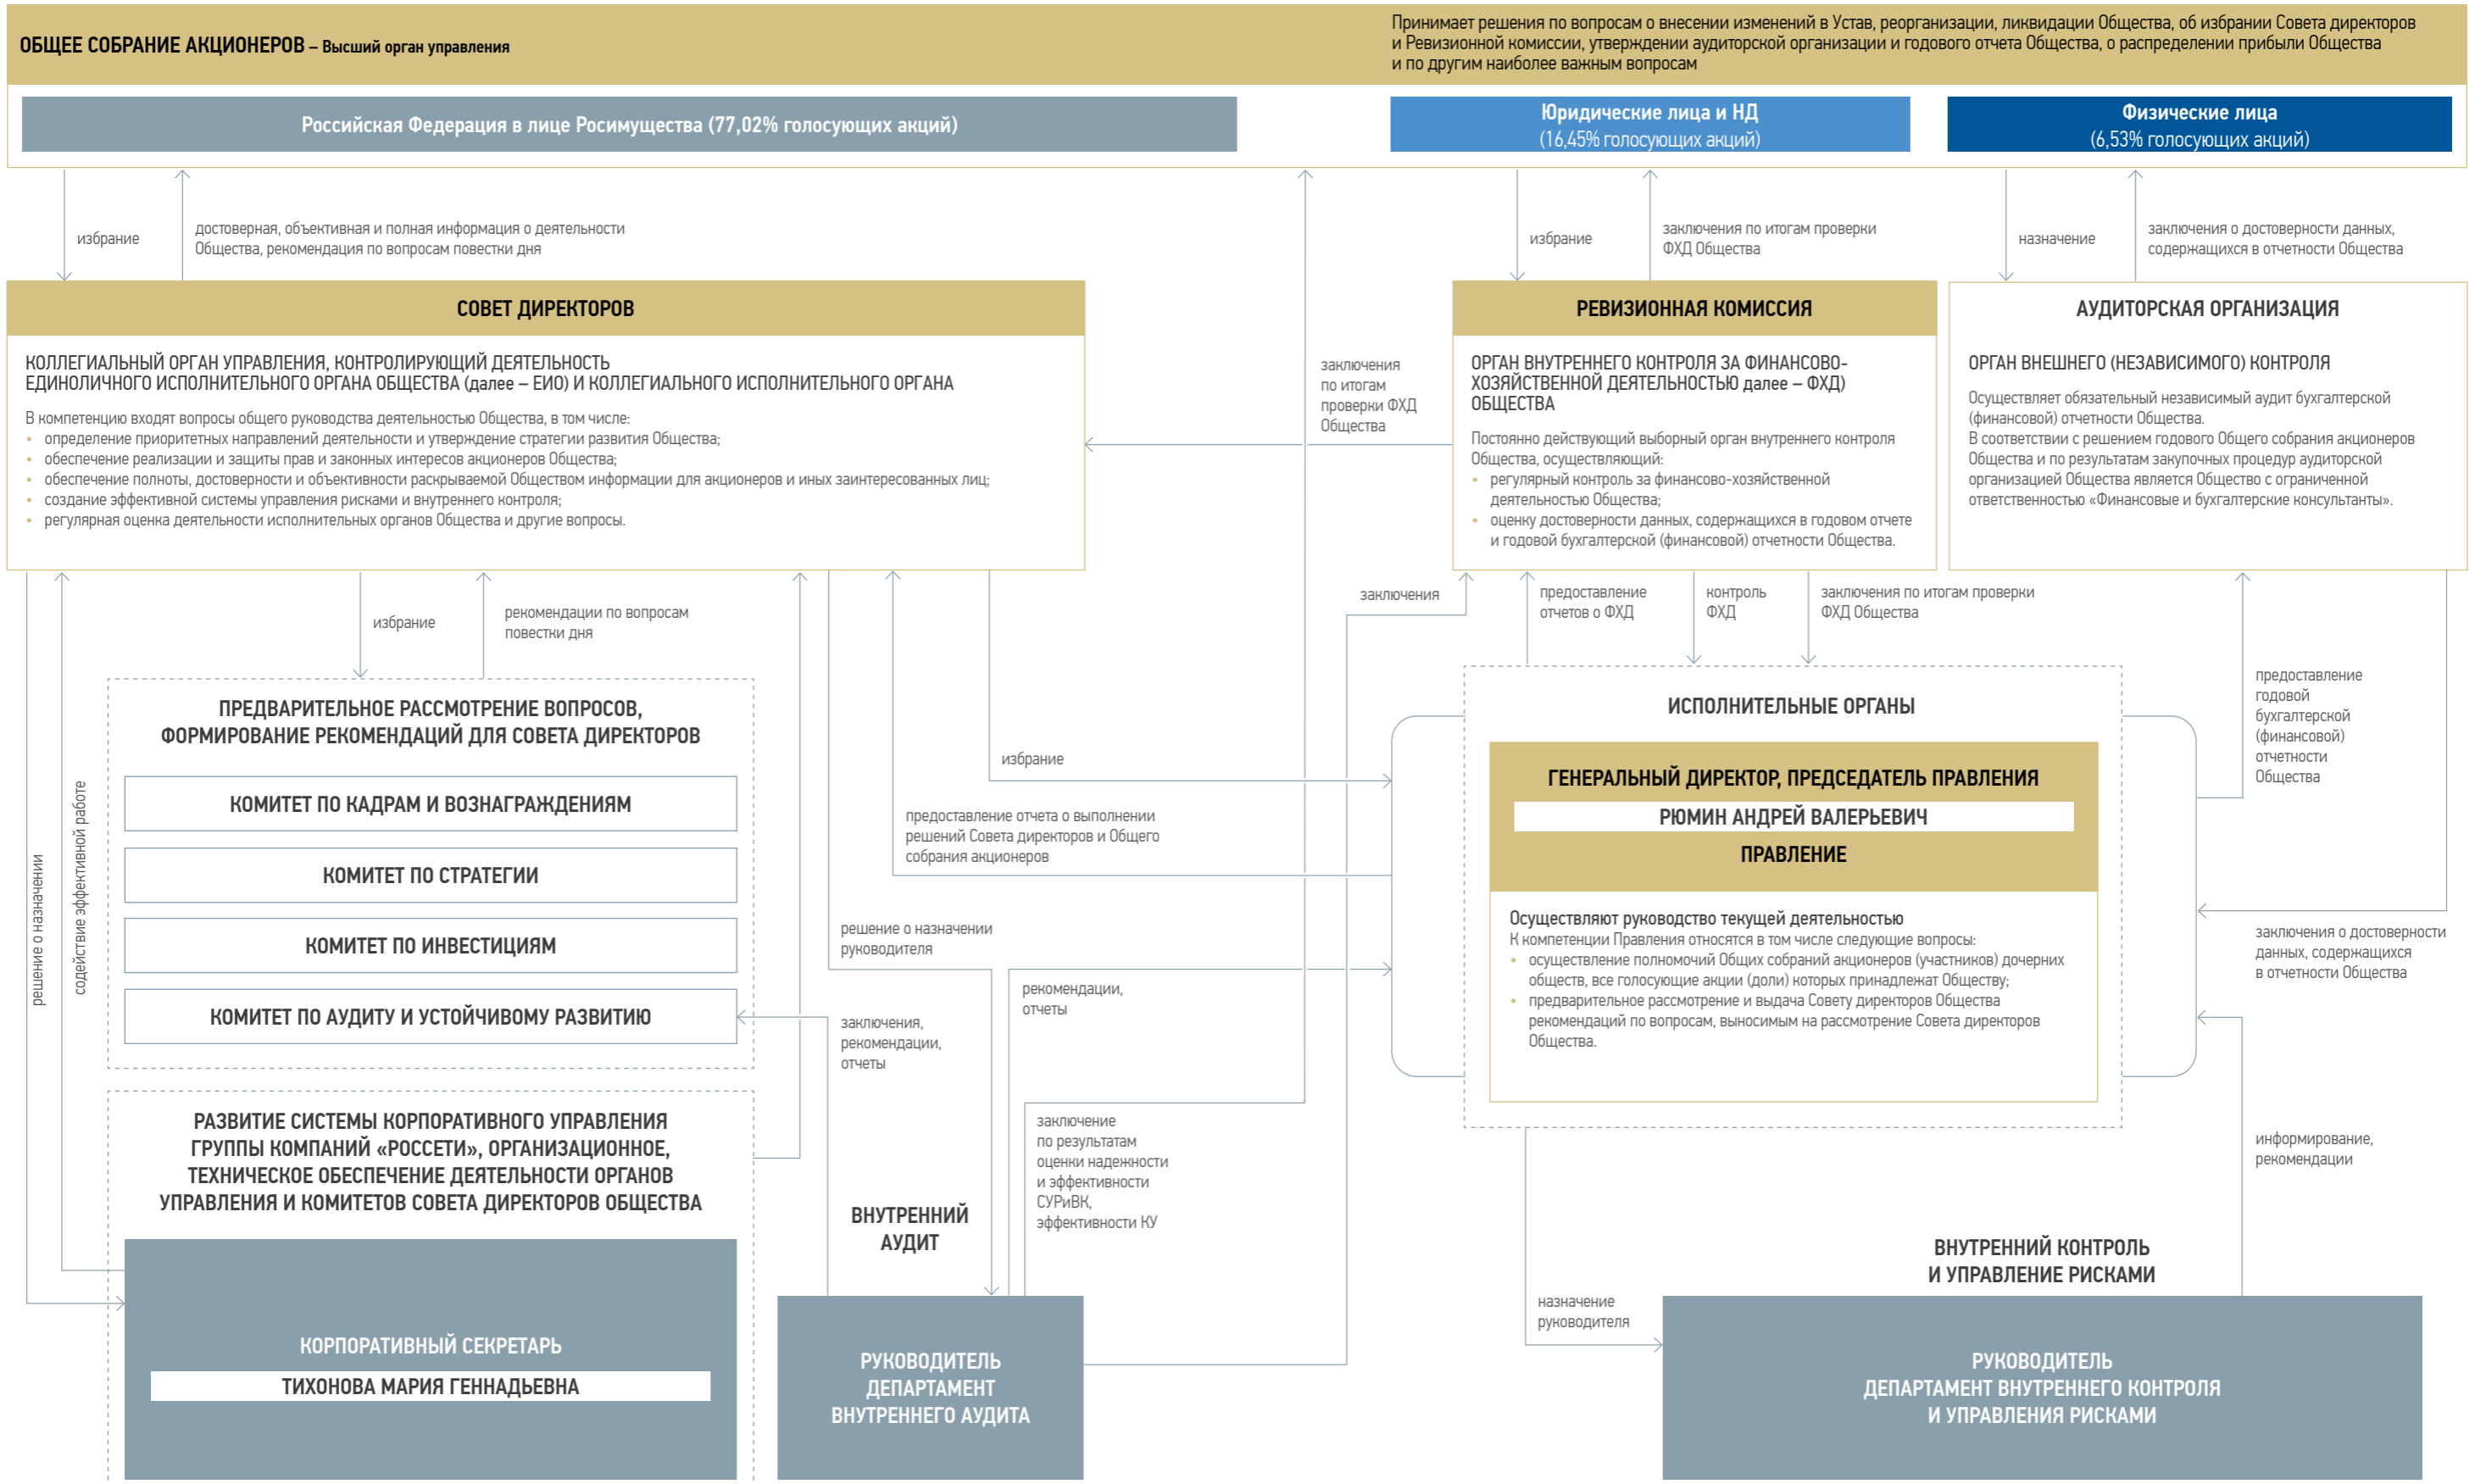 ОБЩЕЕ СОБРАНИЕ АКЦИОНЕРОВ – Высший орган управления
Принимает решения по вопросам о внесении изменений в Устав, реорганизации, ликвидации Общества, об избрании Совета директоров
и Ревизионной комиссии, утверждении аудиторской организации и годового отчета Общества, о распределении прибыли Общества
и по другим наиболее важным вопросам
Российская Федерация в лице Росимущества (77,02% голосующих акций)
Юридические лица и НД
(16,45% голосующих акций)
Физические лица
(6,53% голосующих акций)
избрание
достоверная, объективная и полная информация о деятельности
Общества, рекомендация по вопросам повестки дня
избрание
заключения по итогам проверки
ФХД Общества
назначение
заключения о достоверности данных,
содержащихся в отчетности Общества
СОВЕТ ДИРЕКТОРОВ
КОЛЛЕГИАЛЬНЫЙ ОРГАН УПРАВЛЕНИЯ, КОНТРОЛИРУЮЩИЙ ДЕЯТЕЛЬНОСТЬ
ЕДИНОЛИЧНОГО ИСПОЛНИТЕЛЬНОГО ОРГАНА ОБЩЕСТВА (далее – ЕИО) И КОЛЛЕГИАЛЬНОГО ИСПОЛНИТЕЛЬНОГО ОРГАНА
В компетенцию входят вопросы общего руководства деятельностью Общества, в том числе:
• определение приоритетных направлений деятельности и утверждение стратегии развития Общества;
• обеспечение реализации и защиты прав и законных интересов акционеров Общества;
• обеспечение полноты, достоверности и объективности раскрываемой Обществом информации для акционеров и иных заинтересованных лиц;
• создание эффективной системы управления рисками и внутреннего контроля;
• регулярная оценка деятельности исполнительных органов Общества и другие вопросы.
заключения
по итогам
проверки ФХД
Общества
РЕВИЗИОННАЯ КОМИССИЯ
ОРГАН ВНУТРЕННЕГО КОНТРОЛЯ ЗА ФИНАНСОВО-
ХОЗЯЙСТВЕННОЙ ДЕЯТЕЛЬНОСТЬЮ далее – ФХД)
ОБЩЕСТВА
Постоянно действующий выборный орган внутреннего контроля
Общества, осуществляющий:
• регулярный контроль за финансово-хозяйственной
деятельностью Общества;
• оценку достоверности данных, содержащихся в годовом отчете
и годовой бухгалтерской (финансовой) отчетности Общества.
АУДИТОРСКАЯ ОРГАНИЗАЦИЯ
ОРГАН ВНЕШНЕГО (НЕЗАВИСИМОГО) КОНТРОЛЯ
Осуществляет обязательный независимый аудит бухгалтерской
(финансовой) отчетности Общества.
В соответствии с решением годового Общего собрания акционеров
Общества и по результатам закупочных процедур аудиторской
организацией Общества является Общество с ограниченной
ответственностью «Финансовые и бухгалтерские консультанты».
избрание
рекомендации по вопросам
повестки дня
заключения
предоставление
отчетов о ФХД
контроль
ФХД
заключения по итогам проверки
ФХД Общества
решение о назначении
содействие эффективной работе
ПРЕДВАРИТЕЛЬНОЕ РАССМОТРЕНИЕ ВОПРОСОВ,
ФОРМИРОВАНИЕ РЕКОМЕНДАЦИЙ ДЛЯ СОВЕТА ДИРЕКТОРОВ
КОМИТЕТ ПО КАДРАМ И ВОЗНАГРАЖДЕНИЯМ
КОМИТЕТ ПО СТРАТЕГИИ
КОМИТЕТ ПО ИНВЕСТИЦИЯМ
КОМИТЕТ ПО АУДИТУ И УСТОЙЧИВОМУ РАЗВИТИЮ
избрание
предоставление отчета о выполнении
решений Совета директоров и Общего
собрания акционеров
решение о назначении
руководителя
рекомендации,
отчеты
заключения,
рекомендации,
отчеты
ИСПОЛНИТЕЛЬНЫЕ ОРГАНЫ
ГЕНЕРАЛЬНЫЙ ДИРЕКТОР, ПРЕДСЕДАТЕЛЬ ПРАВЛЕНИЯ
РЮМИН АНДРЕЙ ВАЛЕРЬЕВИЧ
ПРАВЛЕНИЕ
Осуществляют руководство текущей деятельностью
К компетенции Правления относятся в том числе следующие вопросы:
• осуществление полномочий Общих собраний акционеров (участников) дочерних
обществ, все голосующие акции (доли) которых принадлежат Обществу;
• предварительное рассмотрение и выдача Совету директоров Общества
рекомендаций по вопросам, выносимым на рассмотрение Совета директоров
Общества.
предоставление
годовой
бухгалтерской
(финансовой)
отчетности
Общества
заключения о достоверности
данных, содержащихся
в отчетности Общества
РАЗВИТИЕ СИСТЕМЫ КОРПОРАТИВНОГО УПРАВЛЕНИЯ
ГРУППЫ КОМПАНИЙ «РОССЕТИ», ОРГАНИЗАЦИОННОЕ,
ТЕХНИЧЕСКОЕ ОБЕСПЕЧЕНИЕ ДЕЯТЕЛЬНОСТИ ОРГАНОВ
УПРАВЛЕНИЯ И КОМИТЕТОВ СОВЕТА ДИРЕКТОРОВ ОБЩЕСТВА
КОРПОРАТИВНЫЙ СЕКРЕТАРЬ
ТИХОНОВА МАРИЯ ГЕННАДЬЕВНА
заключение
по результатам
оценки надежности
и эффективности
СУРиВК,
эффективности КУ
ВНУТРЕННИЙ
АУДИТ
РУКОВОДИТЕЛЬ
ДЕПАРТАМЕНТ
ВНУТРЕННЕГО АУДИТА
информирование,
рекомендации
ВНУТРЕННИЙ КОНТРОЛЬ
И УПРАВЛЕНИЕ РИСКАМИ
назначение
руководителя
РУКОВОДИТЕЛЬ
ДЕПАРТАМЕНТ ВНУТРЕННЕГО КОНТРОЛЯ
И УПРАВЛЕНИЯ РИСКАМИ